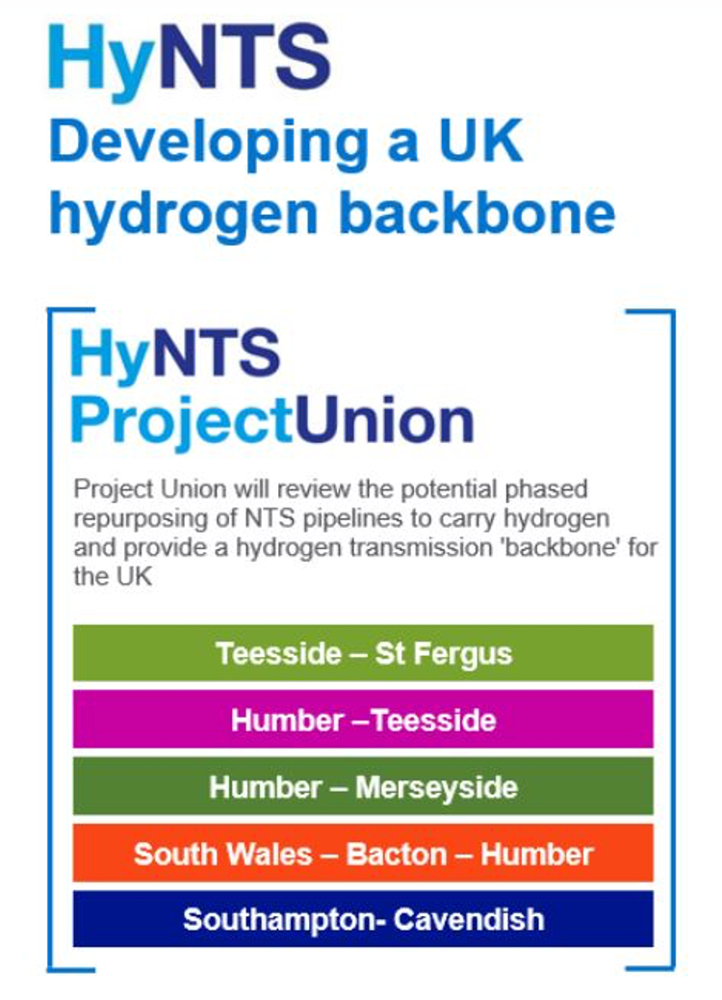 HyNTS
Developing a UK
hydrogen backbone
HyNTS
ProjectUnion
Project Union will review the potential phased
repurposing of NTS pipelines to carry hydrogen
and provide a hydrogen transmission 'backbone' for
the UK
Teesside – St Fergus
Humber –Teesside
Humber – Merseyside
South Wales – Bacton – Humber
Southampton- Cavendish